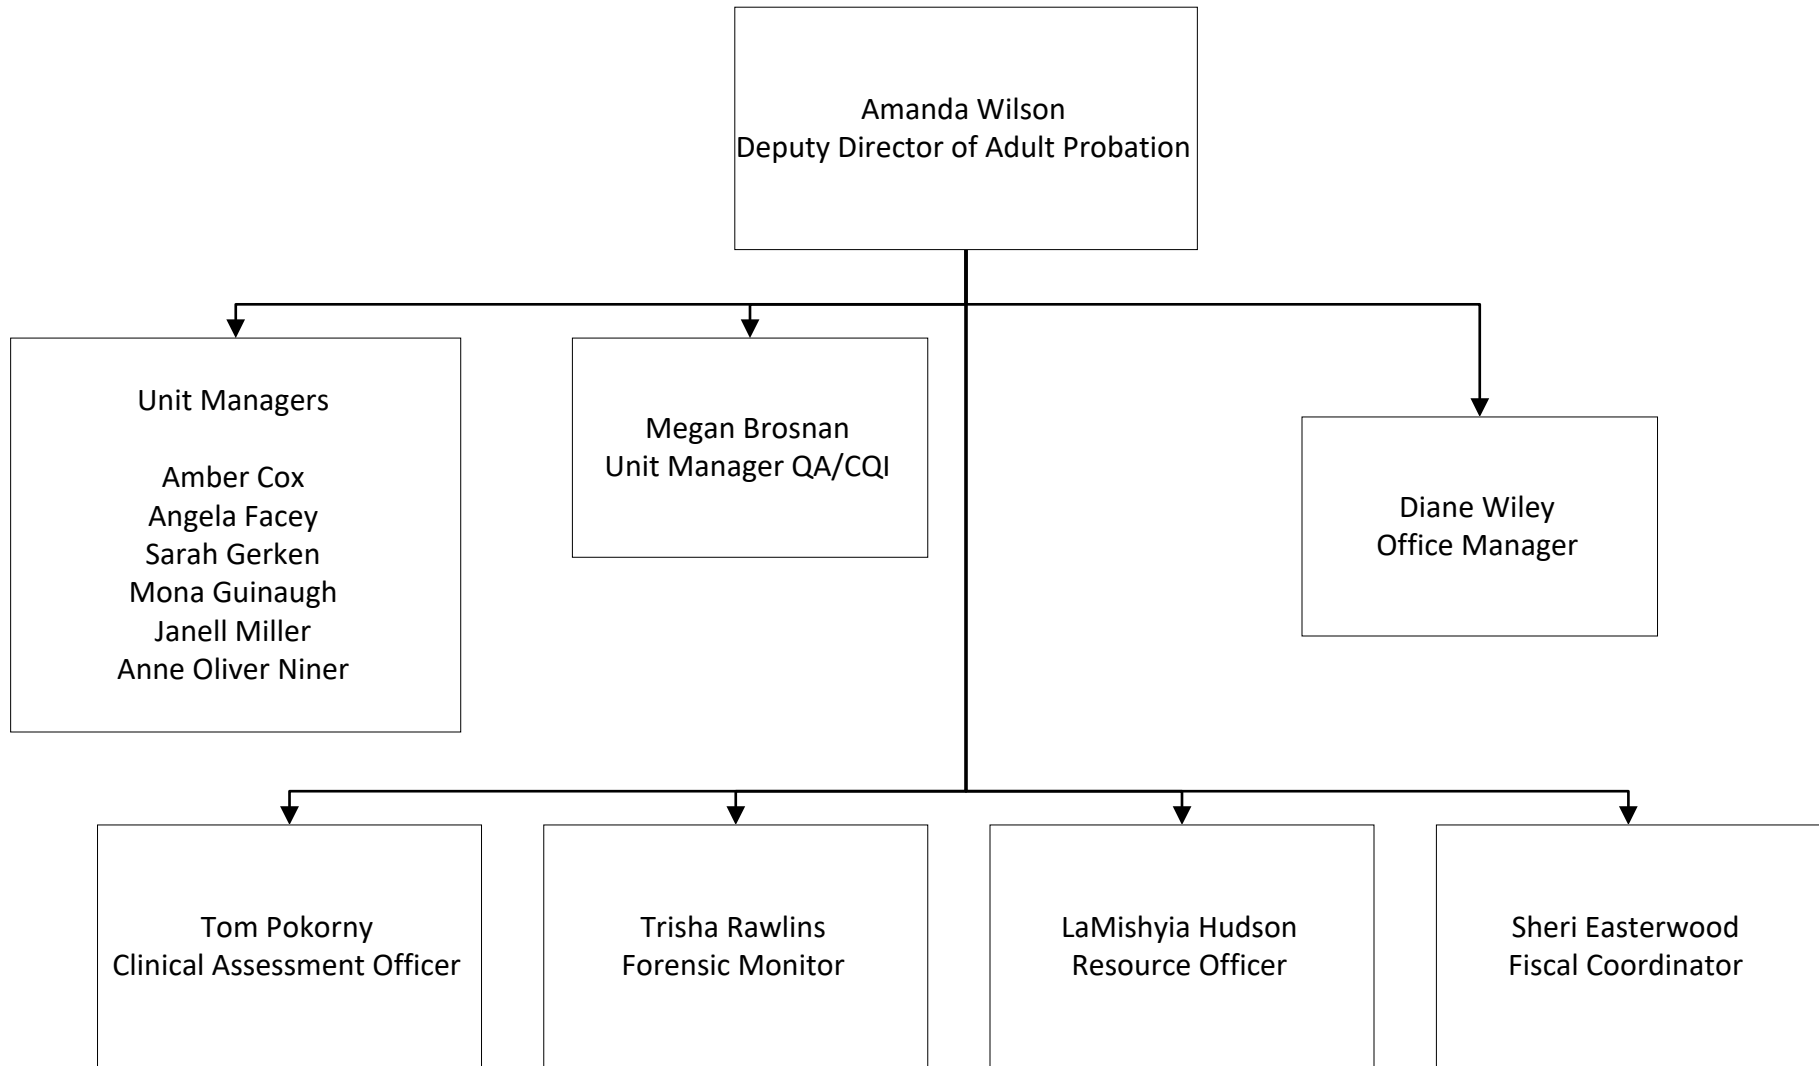 Amanda Wilson
Deputy Director of Adult Probation
Unit Managers
Amber Cox
Angela Facey
Sarah Gerken
Mona Guinaugh
Janell Miller
Anne Oliver Niner
Megan Brosnan
Unit Manager QA/CQI
Diane Wiley
Office Manager
Tom Pokorny
Clinical Assessment Officer
Trisha Rawlins
Forensic Monitor
LaMishyia Hudson
Resource Officer
Sheri Easterwood
Fiscal Coordinator